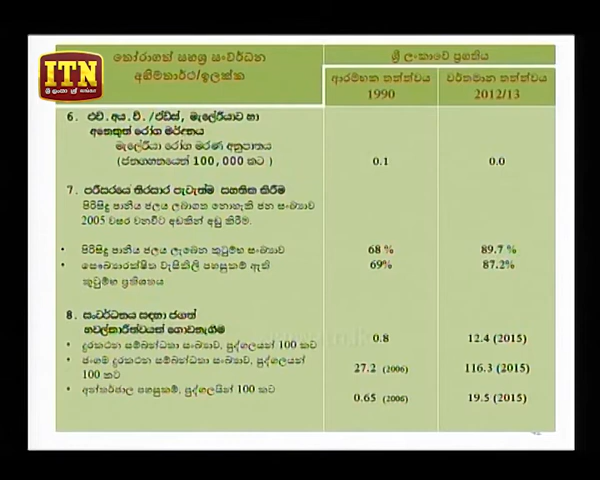 ITN
තෝරාගත් සහශ්‍ර සංවර්ධන
අභිමතාර්ථ/ඉලක්ක
ශ්‍රී ලංකාවේ ප්‍රගතිය
ආරම්භක තත්ත්වය
1990
වර්තමාන තත්ත්වය
2012/13
6. එච්.අයි.වී./ඒඩ්ස්, මැලේරියාව හා
අනෙකුත් රෝග මර්දනය
මැලේරියා රෝග මරණ අනුපාතය
(ජනගහනයෙන් 100,000 කට ) 0.1 0.0
7. පරිසරයේ තිරසාර පැවැත්ම සහතික කිරීම
පිරිසිදු පානීය ජලය ලබාගත නොහැකි ජන සංඛ්‍යාව
2005 වසර වනවිට අඩකින් අඩු කිරීම.
• පිරිසිදු පානීය ජලය ලැබෙන කුටුම්භ සංඛ්‍යාව 68 % 89.7 %
• සෞඛ්‍යාරක්ෂිත වැසිකිලි පහසුකම් ඇති 69% 87.2%
කුටුම්භ ප්‍රතිශතය
8. සංවර්ධනය සඳහා ජගත්
හවුල්කාරීත්වයක් ගොඩනැගීම
• දුරකථන සම්බන්ධතා සංඛ්‍යාව, පුද්ගලයන් 100 කට 0.8 12.4 (2015)
• ජංගම දුරකථන සම්බන්ධතා සංඛ්‍යාව, පුද්ගලයන්
100 කට 27.2 (2006) 116.3 (2015)
• අන්තර්ජාල පහසුකම්, පුද්ගලයින් 100 කට 0.65 (2006) 19.5 (2015)